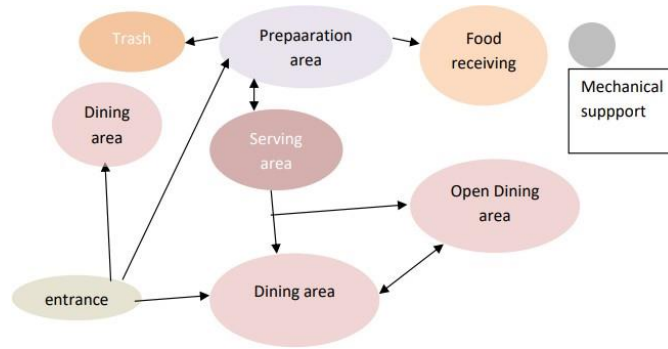 Trash
Prepaaration
area
Food
receiving
Mechanical
suppport
Dining
area
Serving
area
Open Dining
area
entrance
Dining area